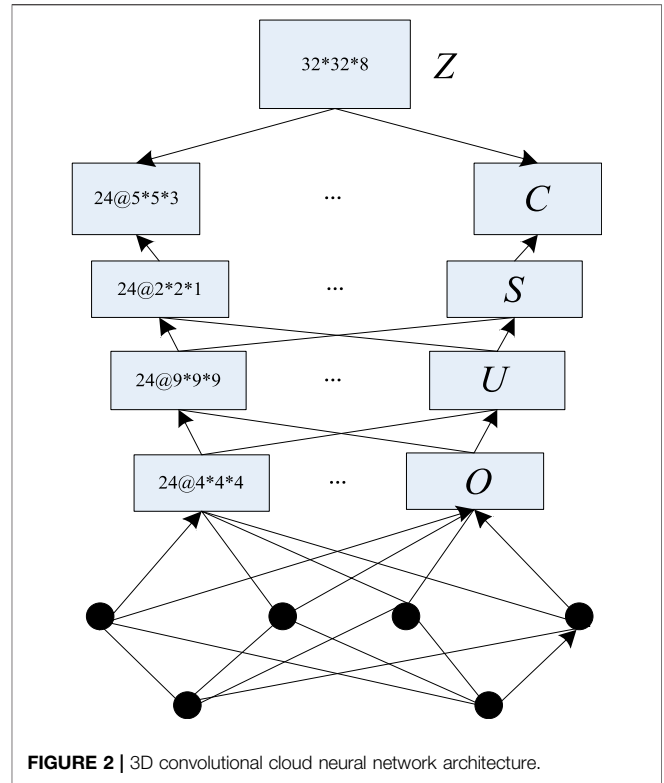 32*32*8 Z
24@5*5*3 ... C
24@2*2*1 ... S
24@9*9*9 ... U
24@4*4*4 ... O
FIGURE 2 | 3D convolutional cloud neural network architecture.